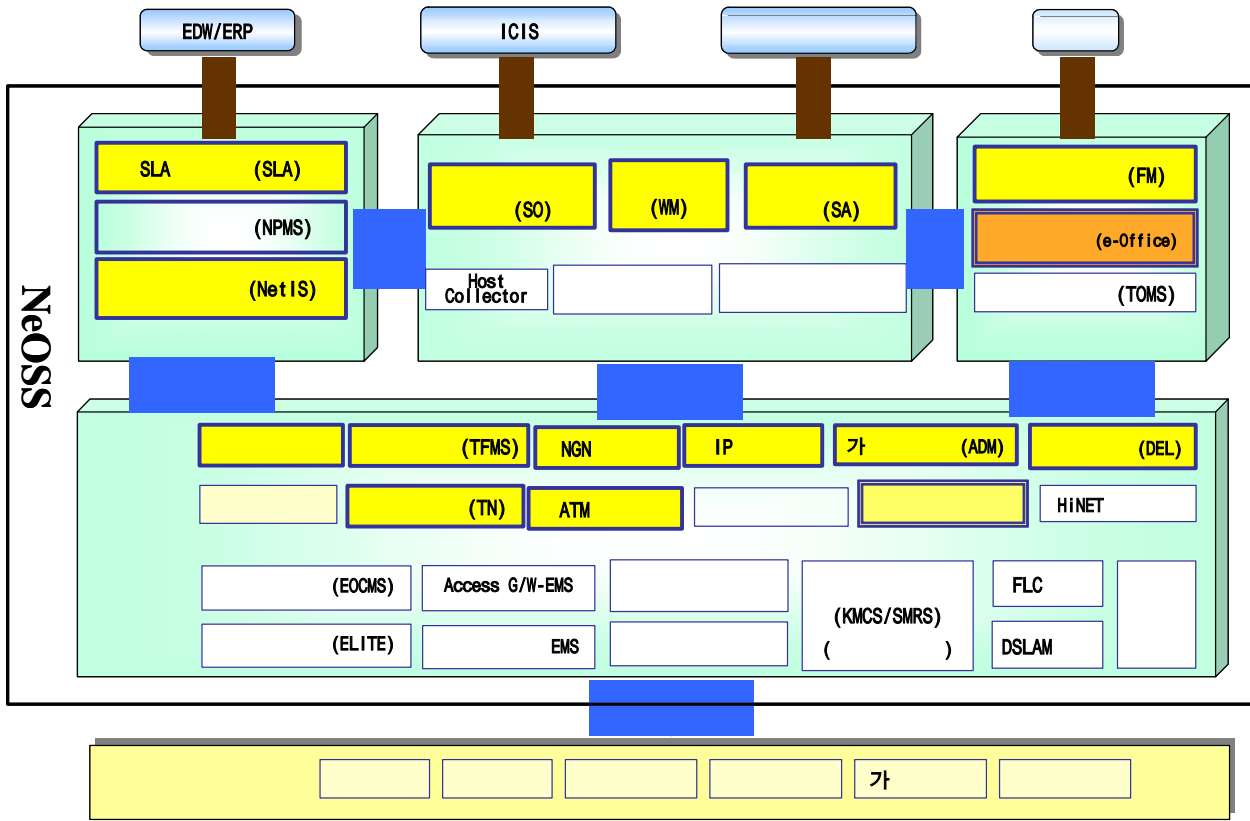 EDW/ERP
ICIS
NeOSS
SLA (SLA)
(NPMS)
(NetIS)
(SO)
(WM)
(SA)
Host
Collector
(FM)
(e-Office)
(TOMS)
(TFMS)
NGN
IP
가 (ADM)
(DEL)
(TN)
ATM
HiNET
(EOCMS)
Access G/W-EMS
(KMCS/SMRS)
( )
FLC
(ELITE)
EMS
DSLAM
가